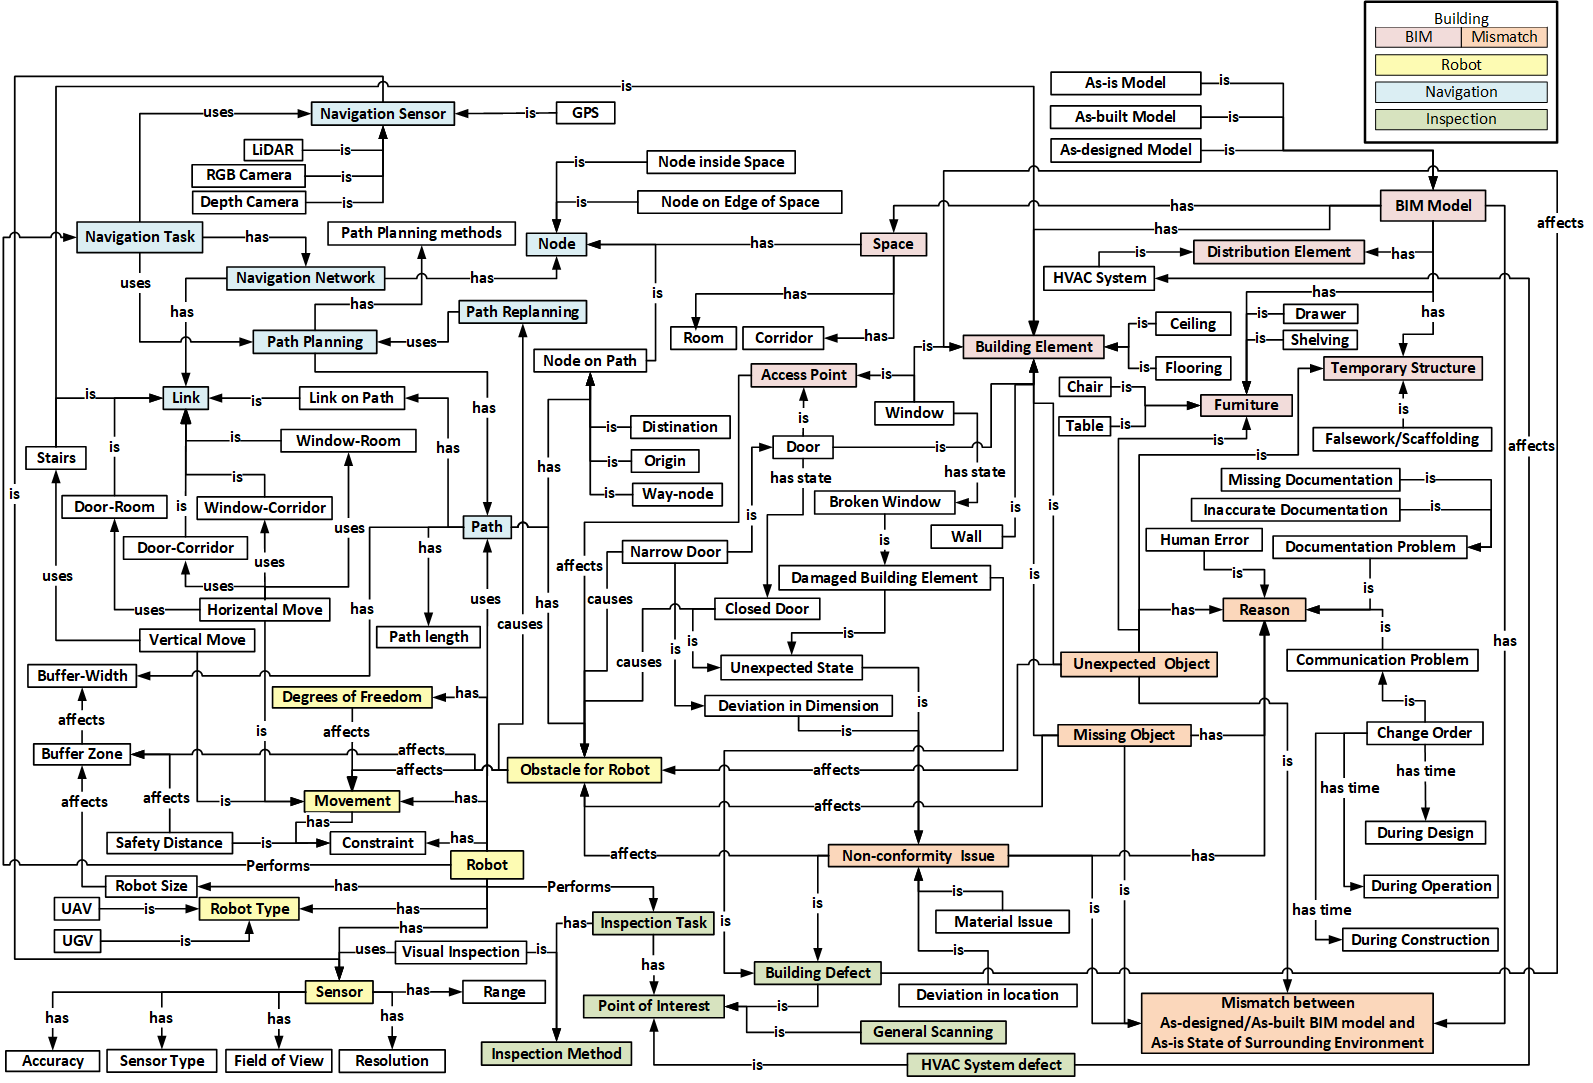 Building
BIM
Mismatch
Robot
Navigation
Inspection
is
As-is Model
is
uses
Navigation Sensor
is
GPS
As-built Model
is
LiDAR
is
As-designed Model
is
RGB Camera
is
is
Node inside Space
Depth Camera
is
is
Node on Edge of Space
has
BIM Model
affects
Navigation Task
has
Path Planning methods
Node
has
Space
has
Distribution Element
has
is
Navigation Network
has
HVAC System
uses
is
has
has
has
has
Path Replanning
is
Drawer
has
Path Planning
uses
Room
Corridor
has
is
Ceiling
is
Shelving
Node on Path
is
Building Element
is
Flooring
Temporary Structure
Access Point
is
Chair
is
is
Link
is
Link on Path
has
Window
Furniture
is
Table
is
is
Distination
is
is
Window-Room
is
Falsework/Scaffolding
Stairs
is
has
Door
is
is
affects
is
Origin
has
has state
has state
is
Missing Documentation
is
is
Way-node
Door-Room
is
Window-Corridor
Broken Window
is
is
Inaccurate Documentation
is
is
uses
Path
Wall
is
Human Error
Door-Corridor
has
Narrow Door
Documentation Problem
uses
affects
is
is
uses
uses
causes
Damaged Building Element
is
has
uses
Horizental Move
has
Closed Door
has
Reason
causes
Vertical Move
Path length
is
is
is
is
causes
Buffer-Width
Unexpected State
Unexpected Object
Communication Problem
has
Degrees of Freedom
has
is
is
affects
is
affects
Deviation in Dimension
is
Missing Object
has
Change Order
Buffer Zone
affects
affects
Obstacle for Robot
affects
is
has time
has time
affects
affects
is
Movement
has
affects
has
During Design
Safety Distance
is
Constraint
has
Performs
Robot
affects
Non-conformity Issue
has
Robot Size
has
Performs
is
is
During Operation
UAV
is
Robot Type
has
is
is
has time
has
has
Inspection Task
is
Material Issue
UGV
is
uses
Visual Inspection
is
is
During Construction
has
Building Defect
Sensor
has
Range
Point of Interest
is
Deviation in location
has
has
has
has
is
General Scanning
Mismatch between
As-designed/As-built BIM model and
As-is State of Surrounding Environment
Accuracy
Sensor Type
Field of View
Resolution
Inspection Method
is
HVAC System defect